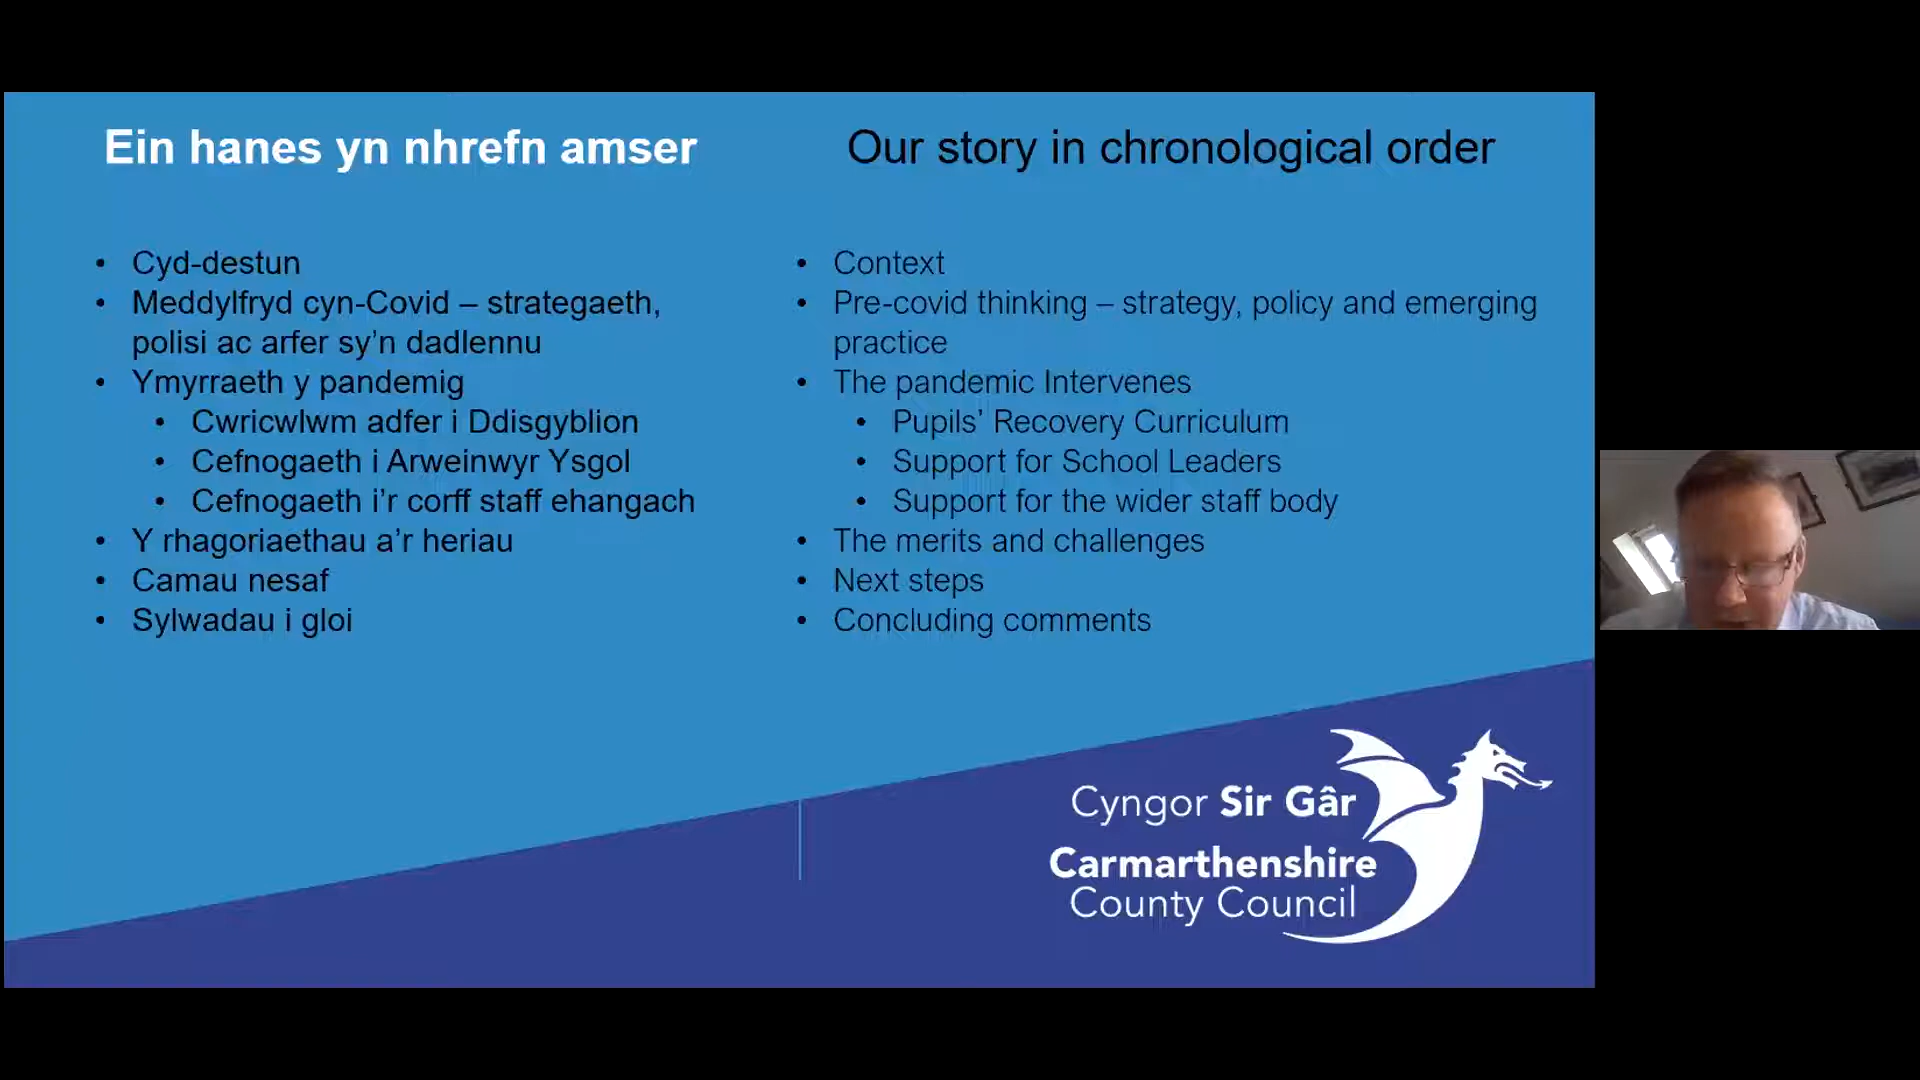 Ein hanes yn nhrefn amser
• Cyd-destun
• Meddylfryd cyn-Covid – strategaeth,
polisi ac arfer sy’n dadlennu
• Ymyrraeth y pandemig
• Cwricwlwm adfer i Ddisgyblion
• Cefnogaeth i Arweinwyr Ysgol
• Cefnogaeth i’r corff staff ehangach
• Y rhagoriaethau a’r heriau
• Camau nesaf
• Sylwadau i gloi
Our story in chronological order
• Context
• Pre-covid thinking – strategy, policy and emerging
practice
• The pandemic Intervenes
• Pupils’ Recovery Curriculum
• Support for School Leaders
• Support for the wider staff body
• The merits and challenges
• Next steps
• Concluding comments
Cyngor Sir Gâr
Carmarthenshire
County Council